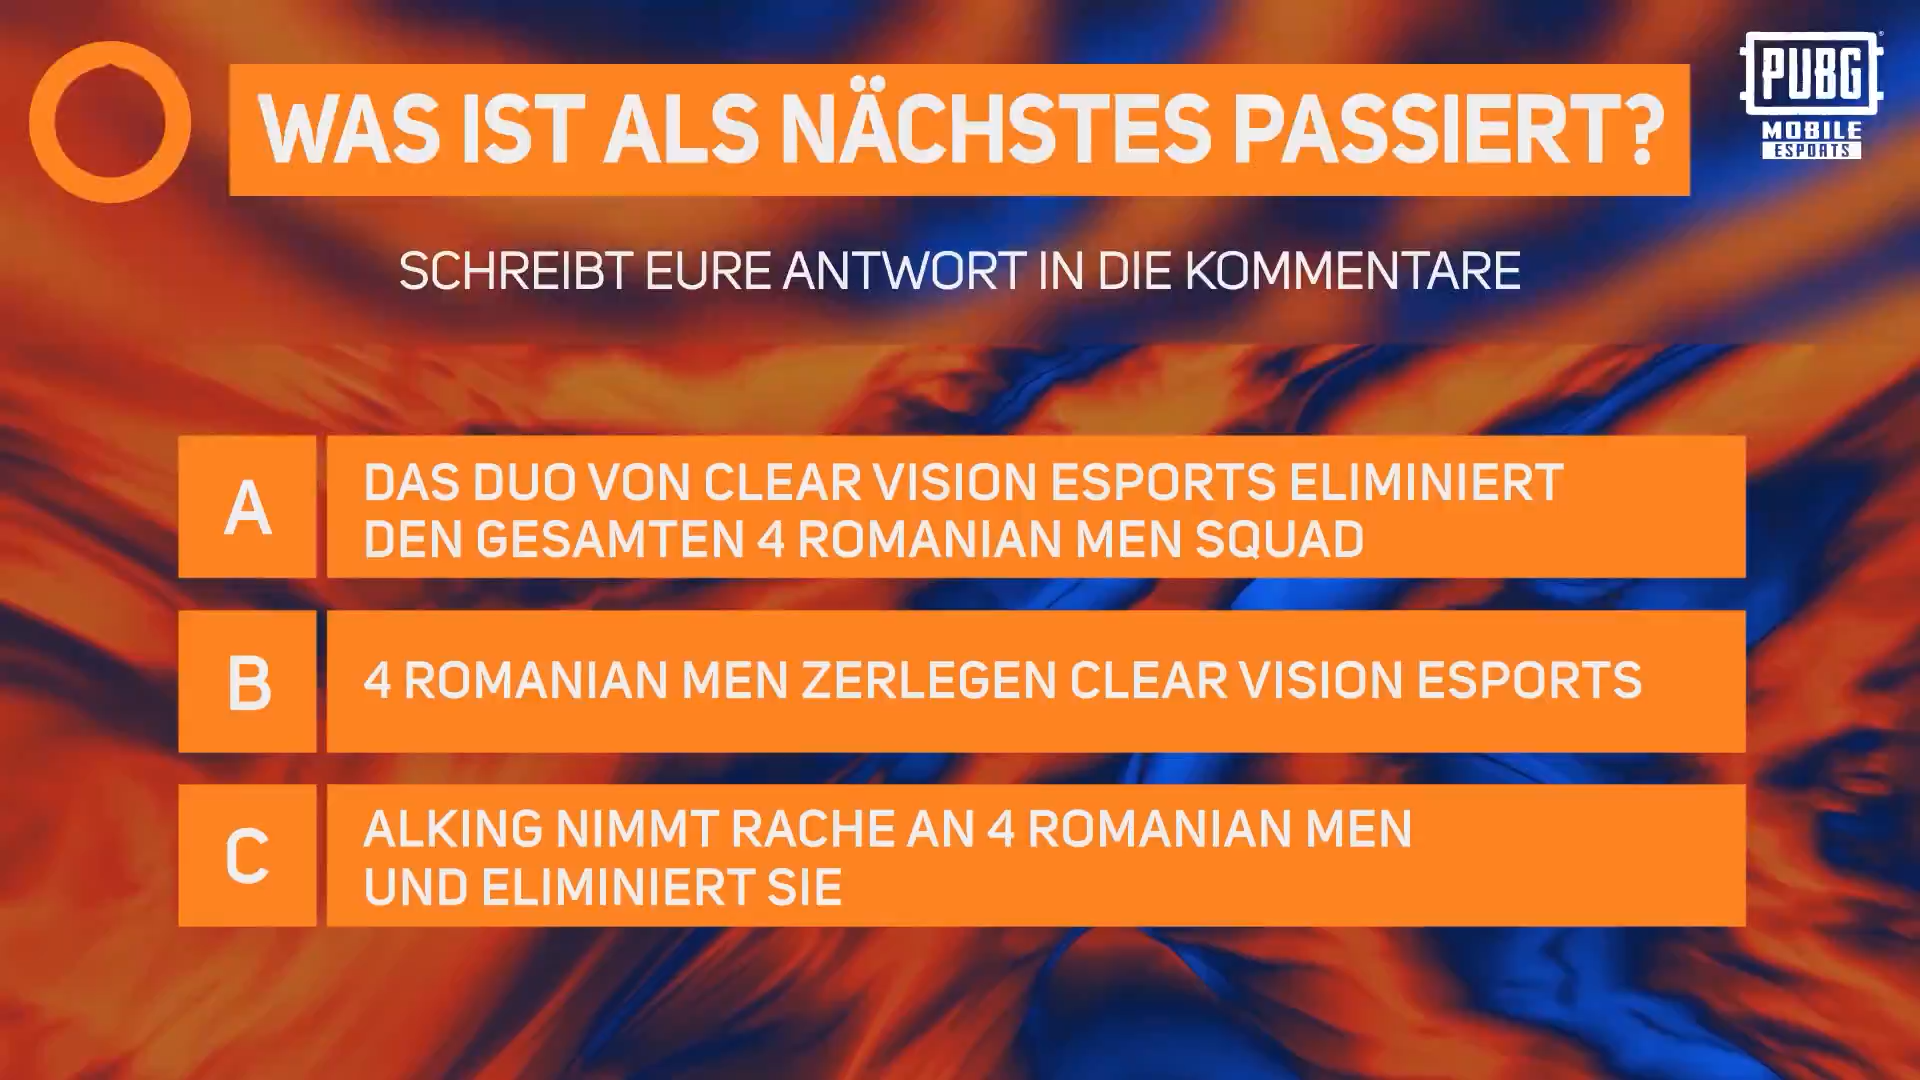 WAS IST ALS NÄCHSTES PASSIERT?
PUBG
MOBILE
ESPORTS
SCHREIBT EURE ANTWORT IN DIE KOMMENTARE
A
DAS DUO VON CLEAR VISION ESPORTS ELIMINIERT
DEN GESAMTEN 4 ROMANIAN MEN SQUAD
B
4 ROMANIAN MEN ZERLEGEN CLEAR VISION ESPORTS
C
ALKING NIMMT RACHE AN 4 ROMANIAN MEN
UND ELIMINIERT SIE